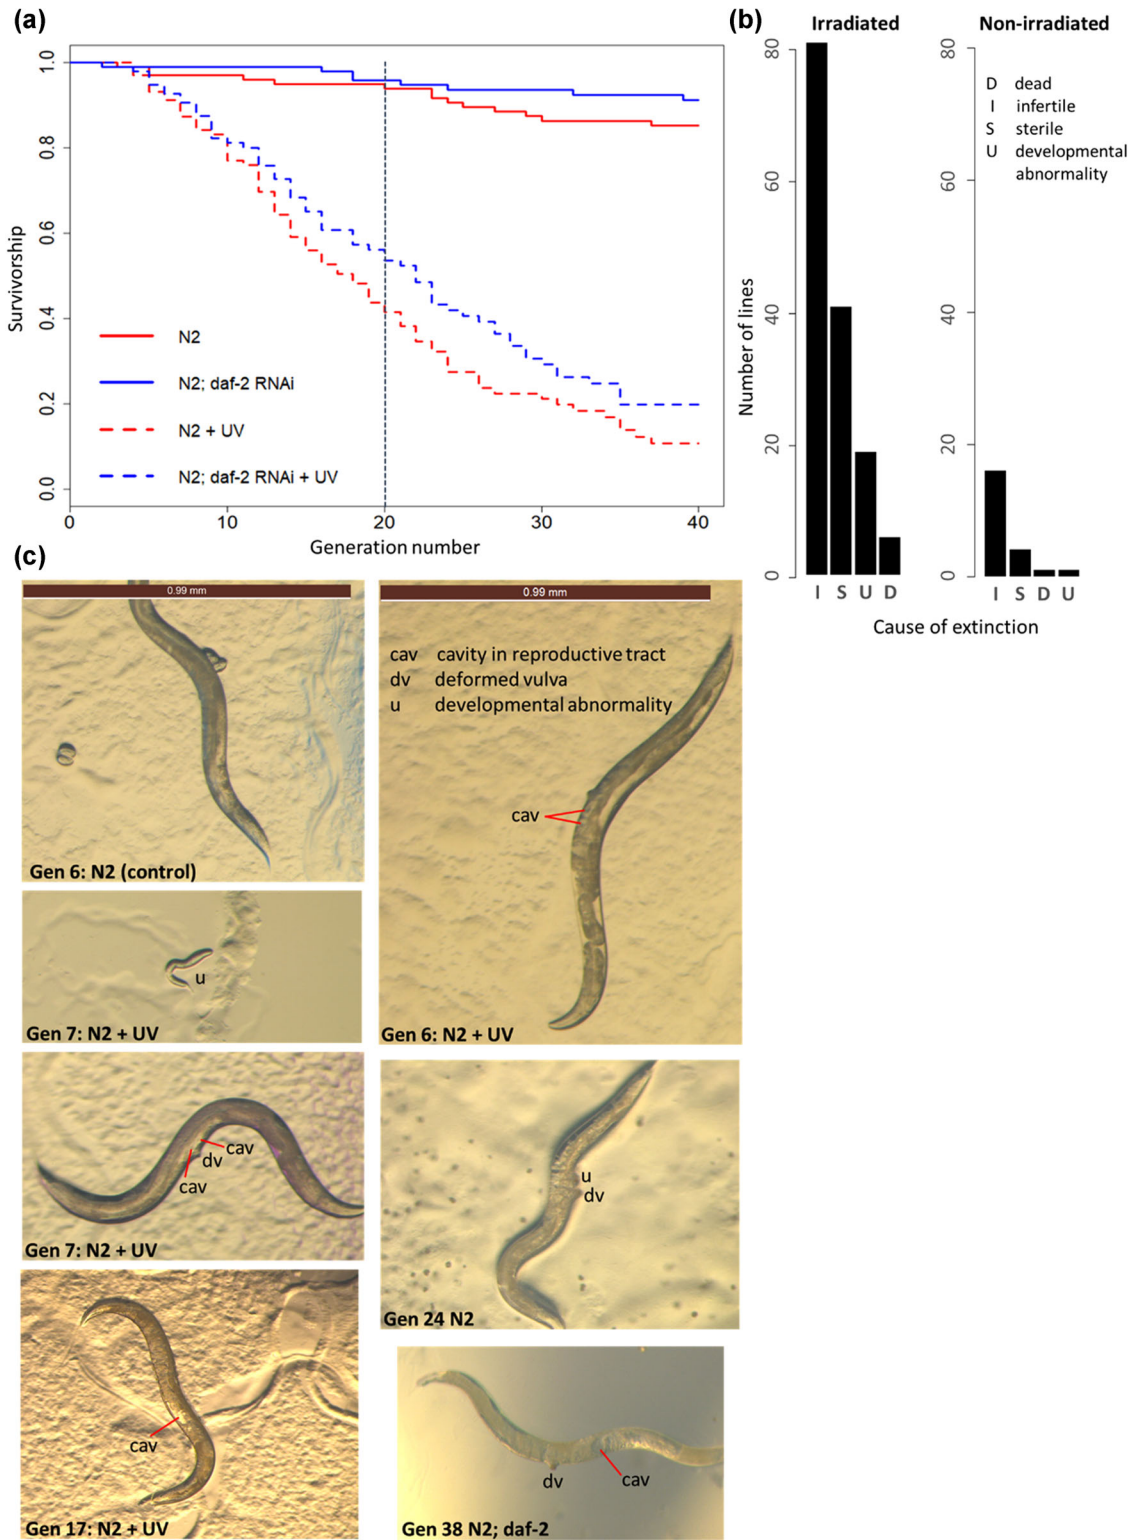 (a)
1.0
0.8
0.6
0.4
0.2
0.0
Survivorship
N2
N2; daf-2 RNAi
N2 + UV
N2; daf-2 RNAi + UV
0 10 20 30 40
Generation number
(b)
Irradiated
Non-irradiated
80
60
40
20
0
Number of lines
I S U D
80
60
40
20
0
D dead
I infertile
S sterile
U developmental
abnormality
I S D U
Cause of extinction
(c)
0.99 mm
Gen 6: N2 (control)
0.99 mm
cav cavity in reproductive tract
dv deformed vulva
u developmental abnormality
cav
Gen 6: N2 + UV
u
Gen 7: N2 + UV
cav
dv
cav
Gen 7: N2 + UV
u
dv
Gen 24 N2
cav
Gen 17: N2 + UV
dv
cav
Gen 38 N2; daf-2